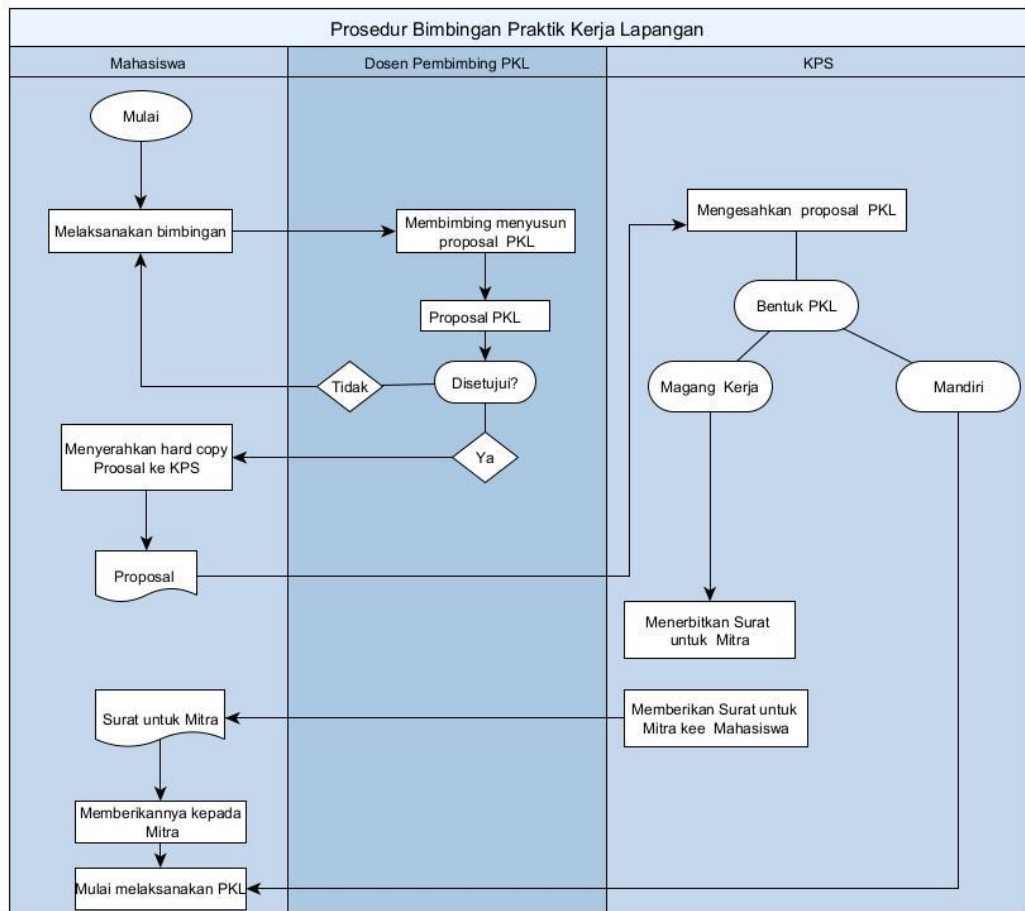 Prosedur Bimbingan Praktik Kerja Lapangan
Mahasiswa
Dosen Pembimbing PKL
KPS
Mulai
Melaksanakan bimbingan
Membimbing menyusun
proposal PKL
Mengesahkan proposal PKL
Proposal PKL
Bentuk PKL
Disetujui?
Tidak
Magang Kerja
Mandiri
Ya
Menyerahkan hard copy
Proosal ke KPS
Proposal
Menerbitkan Surat
untuk Mitra
Memberikan Surat untuk
Mitra kee Mahasiswa
Surat untuk Mitra
Memberikannya kepada
Mitra
Mulai melaksanakan PKL